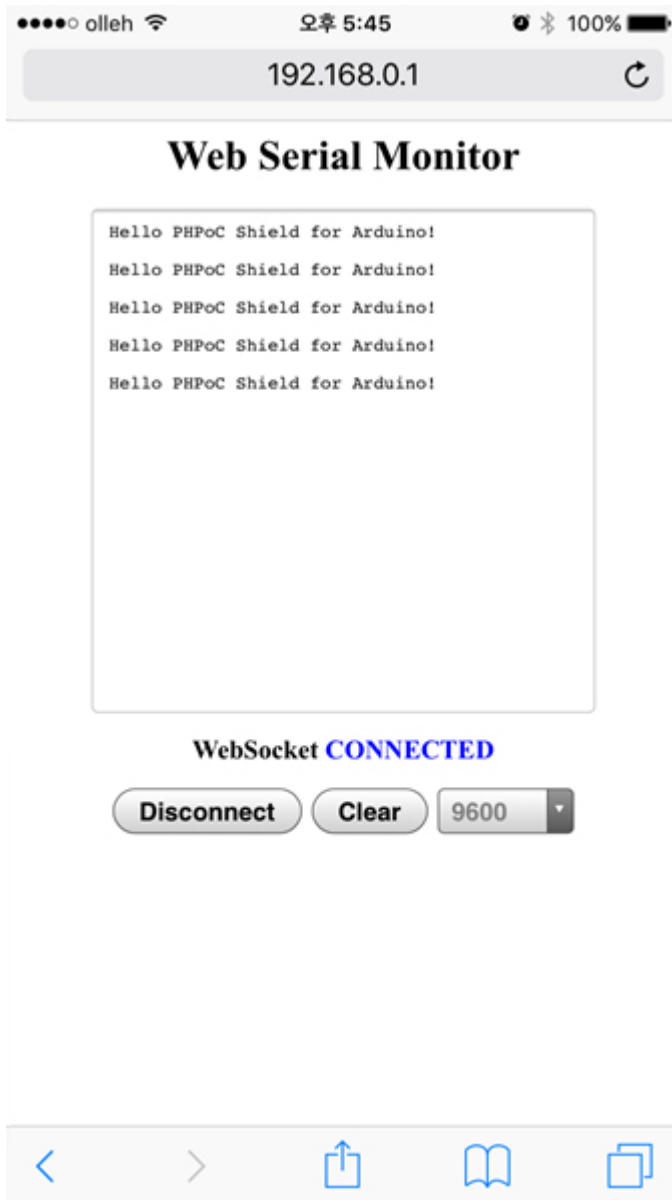 olleh 오후 5:45 100%
192.168.0.1
Web Serial Monitor
Hello PHPoC Shield for Arduino!
Hello PHPoC Shield for Arduino!
Hello PHPoC Shield for Arduino!
Hello PHPoC Shield for Arduino!
Hello PHPoC Shield for Arduino!
WebSocket CONNECTED
Disconnect Clear 9600